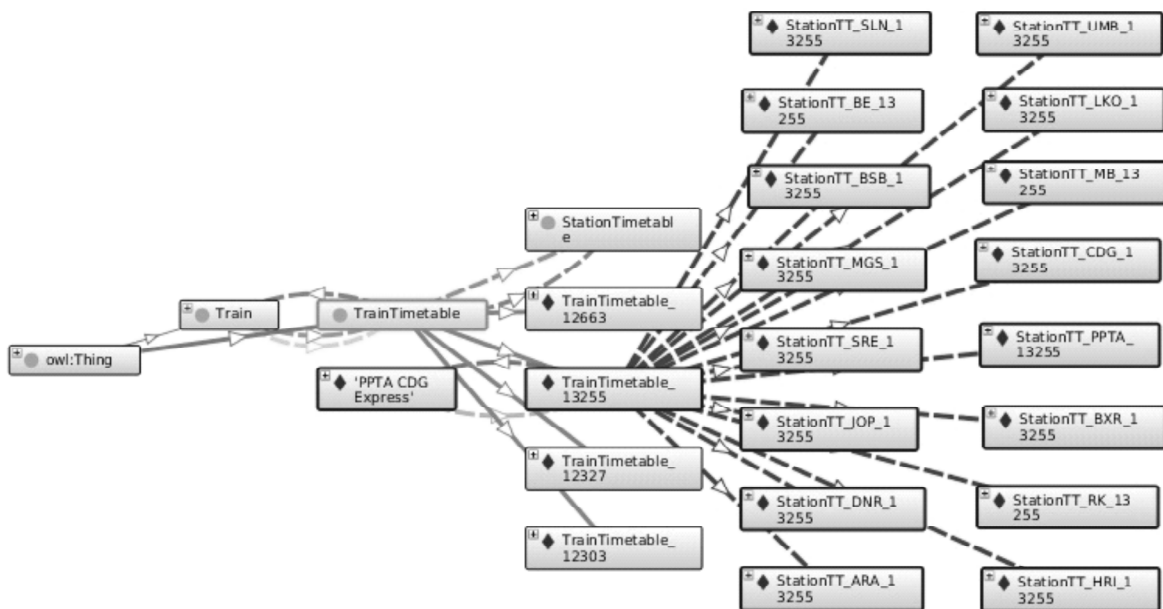 owl:Thing
Train
TrainTimetable
'PPTA CDG
Express'
StationTimetabl
e
TrainTimetable_
12663
TrainTimetable_
13255
TrainTimetable_
12327
TrainTimetable_
12303
StationTT_SLN_1
3255
StationTT_BE_13
255
StationTT_BSB_1
3255
StationTT_MGS_1
3255
StationTT_SRE_1
3255
StationTT_JOP_1
3255
StationTT_DNR_1
3255
StationTT_ARA_1
3255
StationTT_UMB_1
3255
StationTT_LKO_1
3255
StationTT_MB_13
255
StationTT_CDG_1
3255
StationTT_PPTA_
13255
StationTT_BXR_1
3255
StationTT_RK_13
255
StationTT_HRI_1
3255